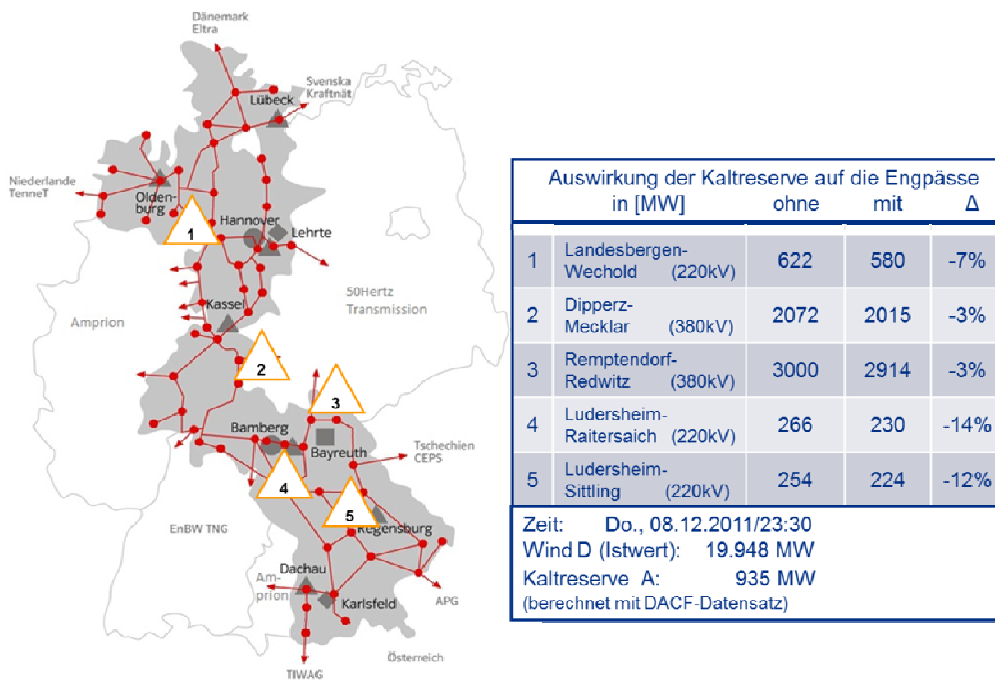 Dänemark
Eltra
Svenska
Kraftnät
Lübeck
Niederlande
TenneT
Olden-
burg
1
Hannover
Lehrte
50Hertz
Transmission
Amprion
Kassel
2
3
Bamberg
Bayreuth
Tschechien
CEPS
4
5
Regensburg
EnBW TNG
Dachau
Am-
prion
Karlsfeld
APG
Österreich
TIWAG
Auswirkung der Kaltreserve auf die Engpässe
in [MW] ohne mit Δ
1 Landesbergen-
Wechold (220kV) 622 580 -7%
2 Dipperz-
Mecklar (380kV) 2072 2015 -3%
3 Remptendorf-
Redwitz (380kV) 3000 2914 -3%
4 Ludersheim-
Raitersaich (220kV) 266 230 -14%
5 Ludersheim-
Sittling (220kV) 254 224 -12%
Zeit: Do., 08.12.2011/23:30
Wind D (Istwert): 19.948 MW
Kaltreserve A: 935 MW
(berechnet mit DACF-Datensatz)